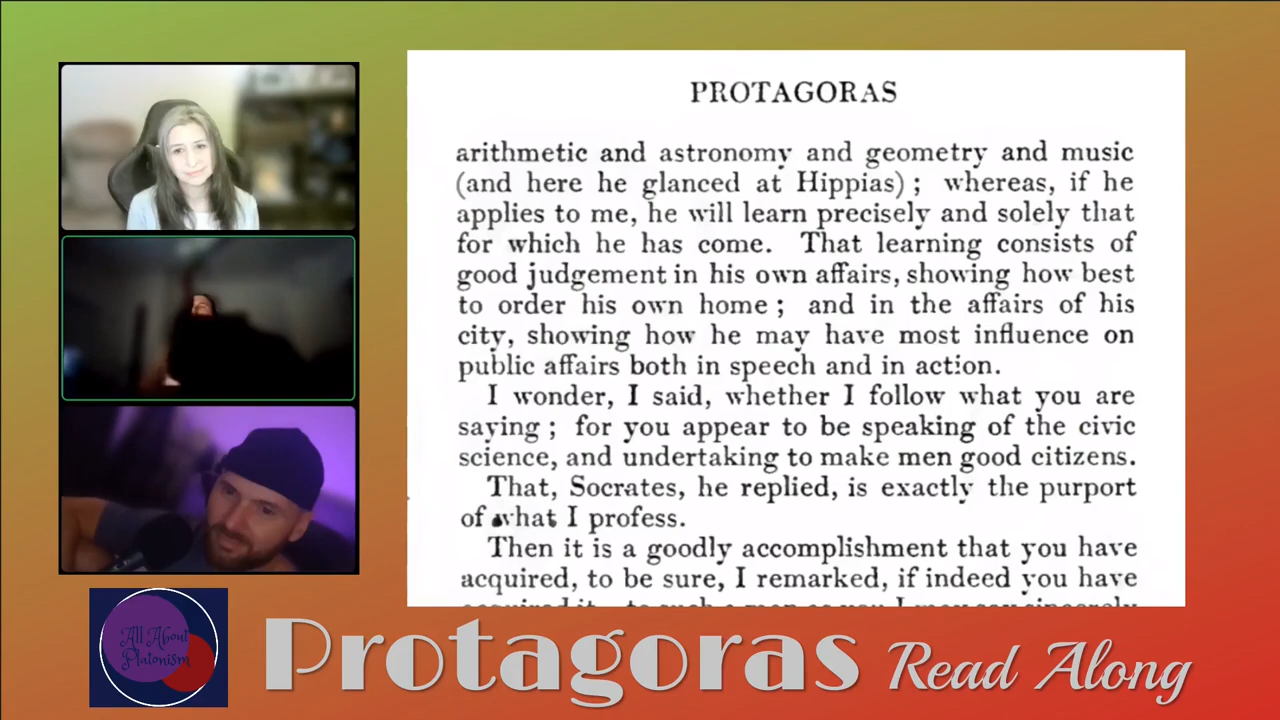 PROTAGORAS
arithmetic and astronomy and geometry and music
(and here he glanced at Hippias) ; whereas, if he
applies to me, he will learn precisely and solely that
for which he has come. That learning consists of
good judgement in his own affairs, showing how best
to order his own home ; and in the affairs of his
city, showing how he may have most influence on
public affairs both in speech and in action.
I wonder, I said, whether I follow what you are
saying ; for you appear to be speaking of the civic
science, and undertaking to make men good citizens.
That, Socrates, he replied, is exactly the purport
of what I profess.
Then it is a goodly accomplishment that you have
acquired, to be sure, I remarked, if indeed you have
All About
Platonism
Protagoras Read Along